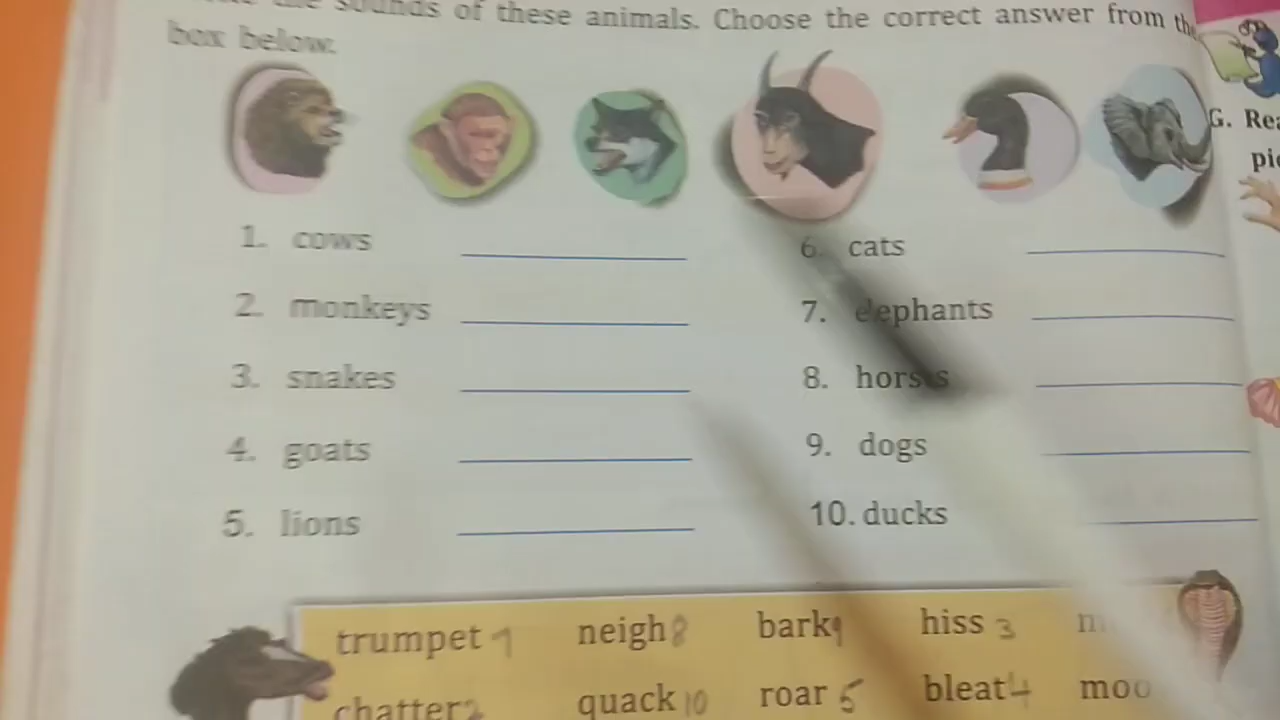 sounds of these animals. Choose the correct answer from the
box below.
1. cows
2. monkeys
3. snakes
4. goats
5. lions
6. cats
7. elephants
8. horses
9. dogs
10. ducks
trumpet 7 neigh 8 bark 9 hiss 3
chatter 2 quack 10 roar 5 bleat 4 moo
G.